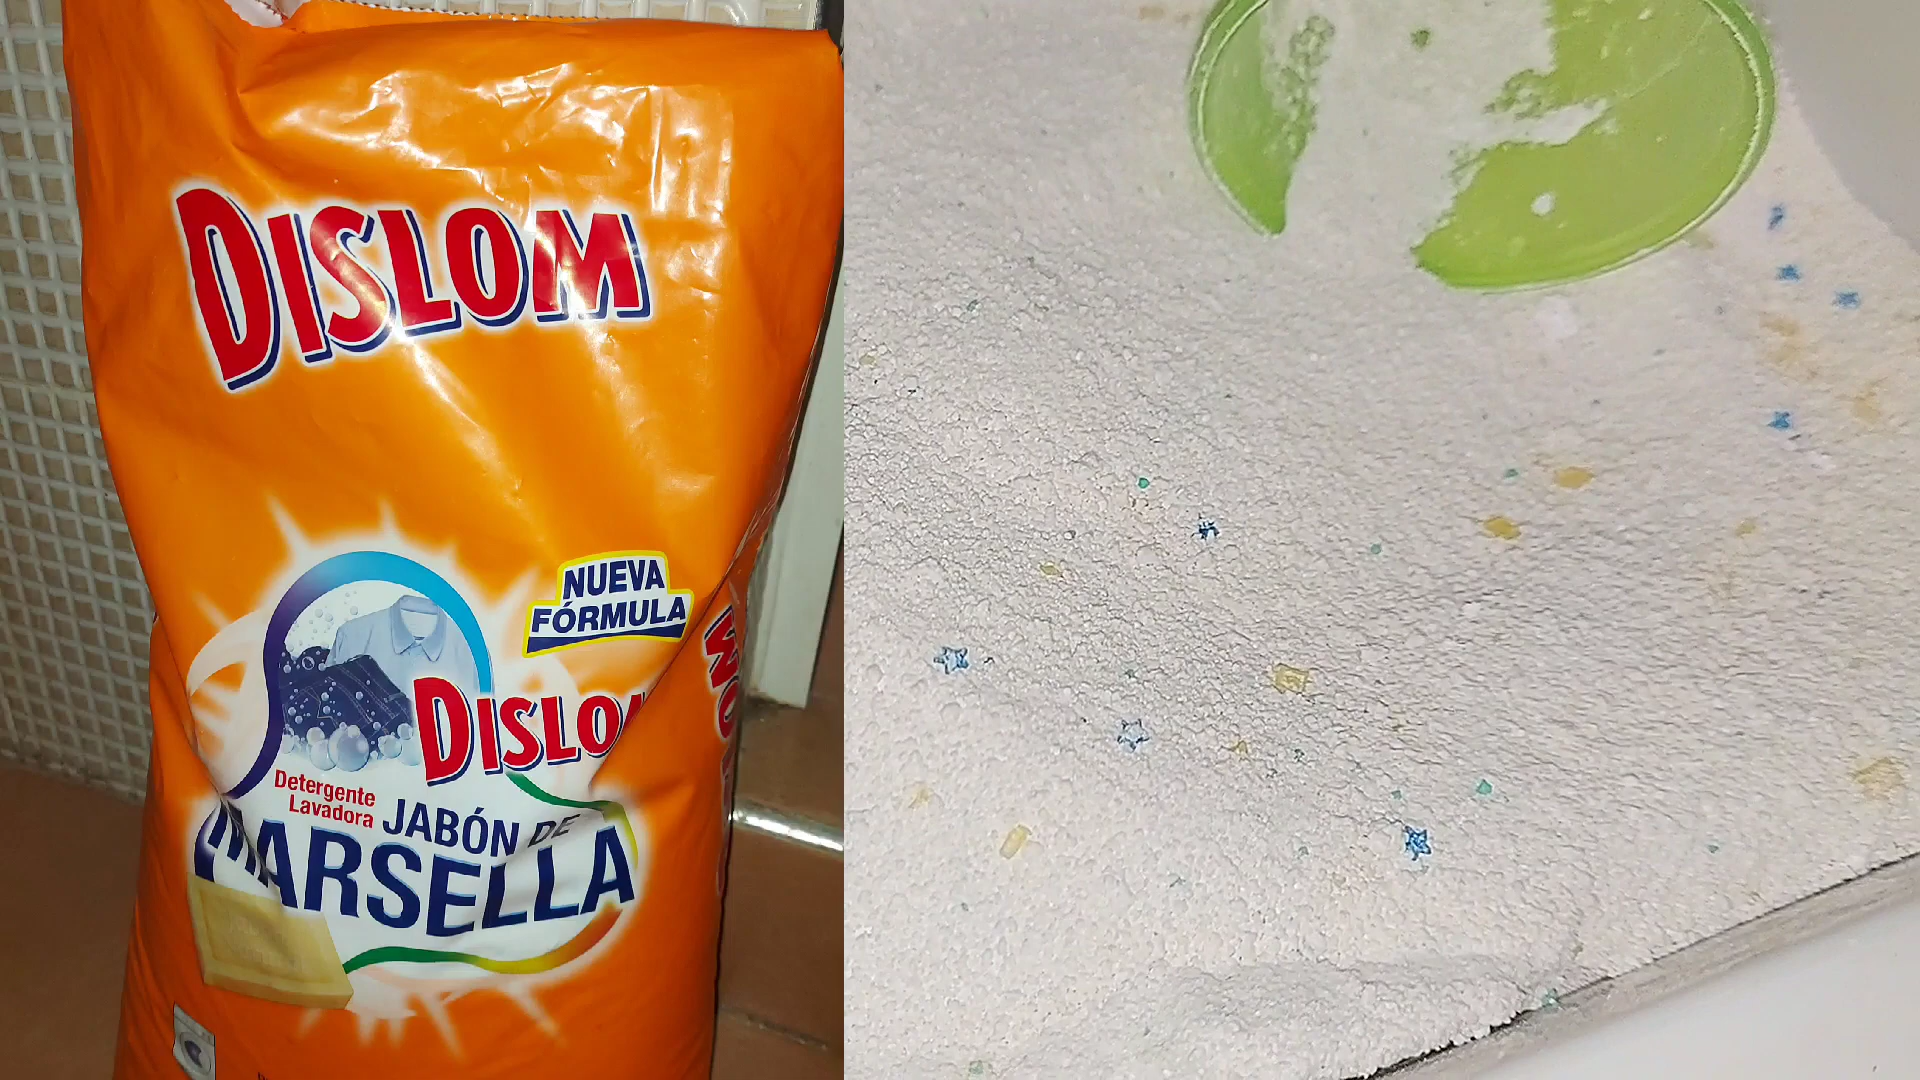 DISLOM
NUEVA
FÓRMULA
DISLO
Detergente
Lavadora
JABÓN DE
MARSELLA